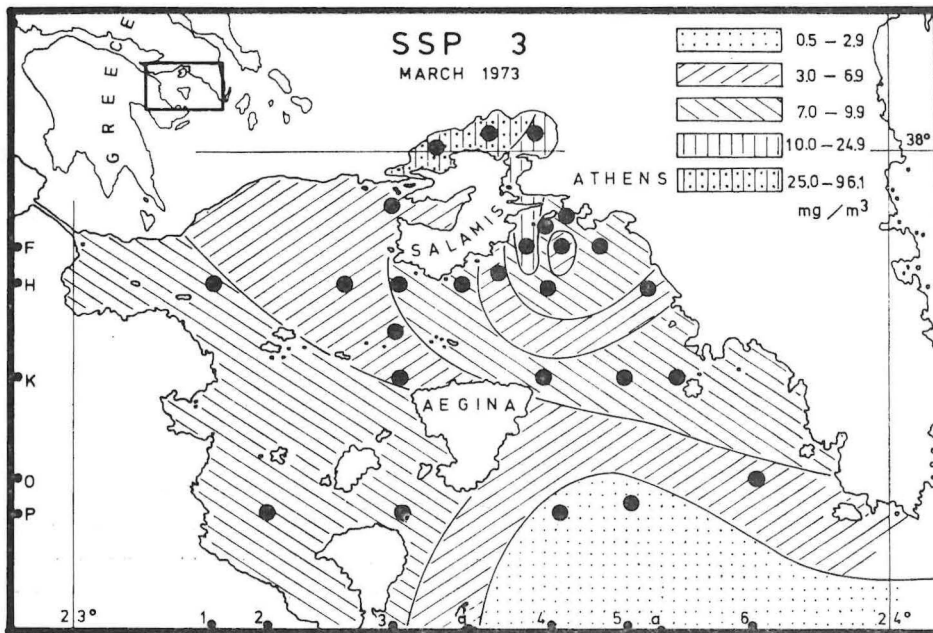 SSP 3
MARCH 1973
GREECE
0.5 – 2.9
3.0 – 6.9
7.0 – 9.9
10.0 – 24.9
25.0 – 96.1
mg / m³
38°
ATHENS
SALAMIS
AEGINA
F
H
K
O
P
23° 1 2 3 a 4 5 a 6 24°